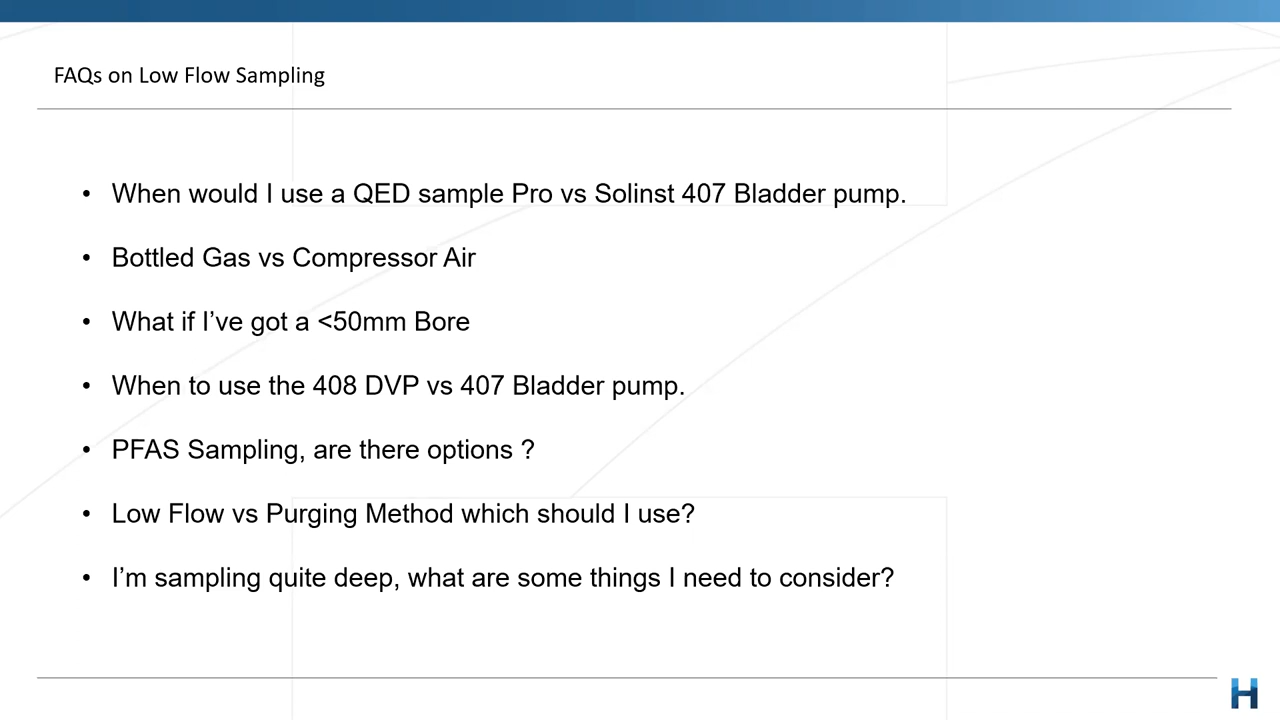 FAQs on Low Flow Sampling
• When would I use a QED sample Pro vs Solinst 407 Bladder pump.
• Bottled Gas vs Compressor Air
• What if I’ve got a <50mm Bore
• When to use the 408 DVP vs 407 Bladder pump.
• PFAS Sampling, are there options ?
• Low Flow vs Purging Method which should I use?
• I’m sampling quite deep, what are some things I need to consider?
H